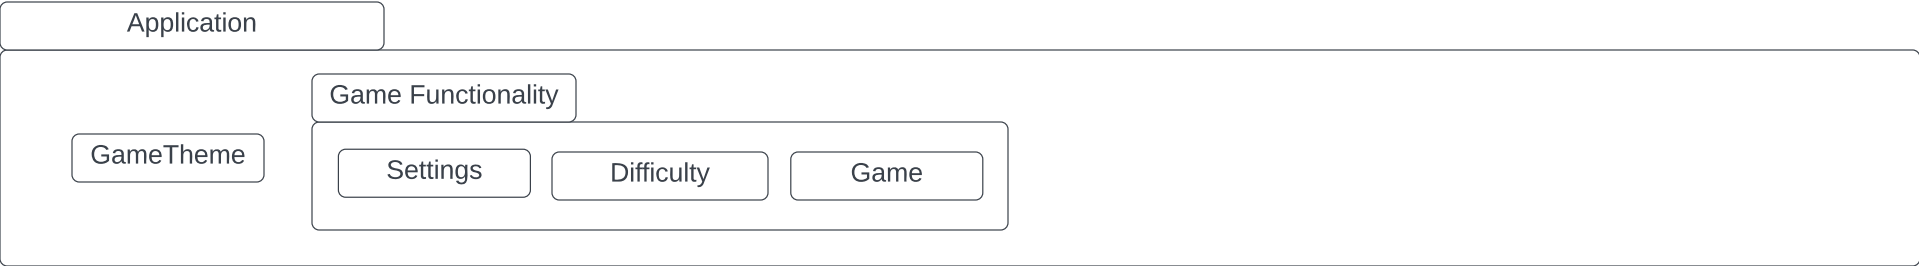 Application
Game Functionality
GameTheme
Settings
Difficulty
Game